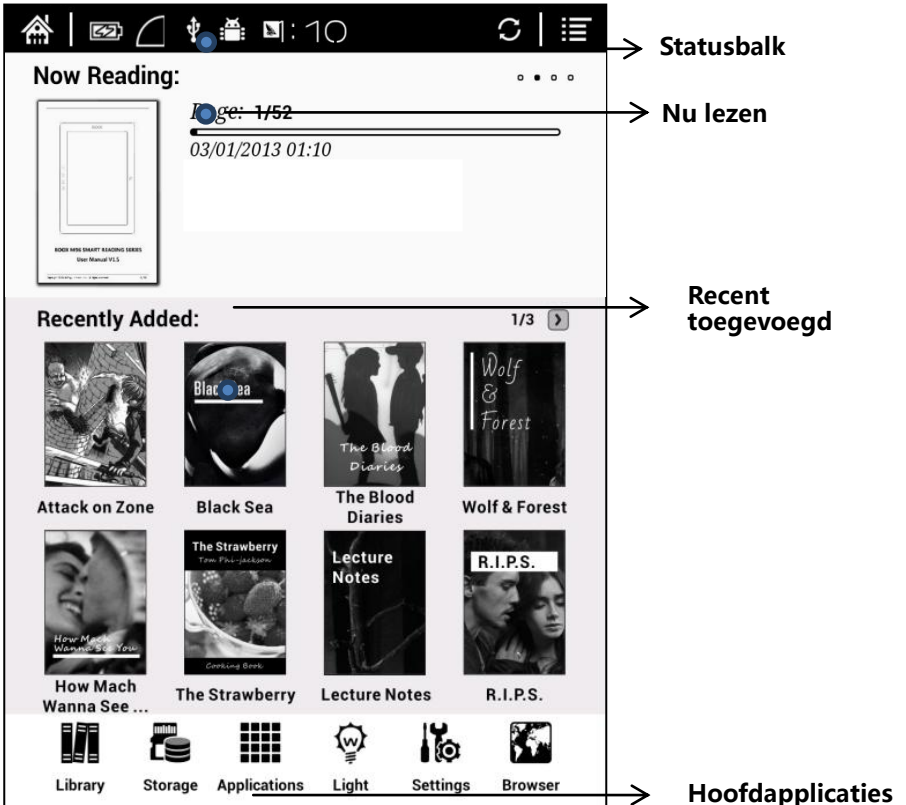 1:10
Statusbalk
Now Reading:
Page: 1/52
Nu lezen
03/01/2013 01:10
BOOX M96 SMART READING SERIES
User Manual V1.5
Recently Added:
1/3
Recent
toegevoegd
Black Sea
The Blood
Diaries
Wolf
&
Forest
Attack on Zone
Black Sea
The Blood
Diaries
Wolf & Forest
How Mach
Wanna See You
The Strawberry
Tom Phi-jackson
Cooking Book
Lecture
Notes
R.I.P.S.
How Mach
Wanna See ...
The Strawberry
Lecture Notes
R.I.P.S.
Library
Storage
Applications
Light
Settings
Browser
Hoofdapplicaties